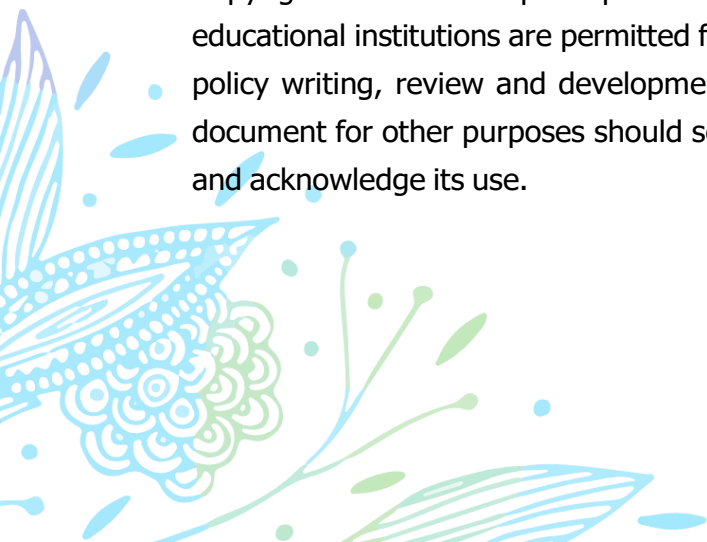 educational institutions are permitted
policy writing, review and
document for other purposes should
and acknowledge its use.